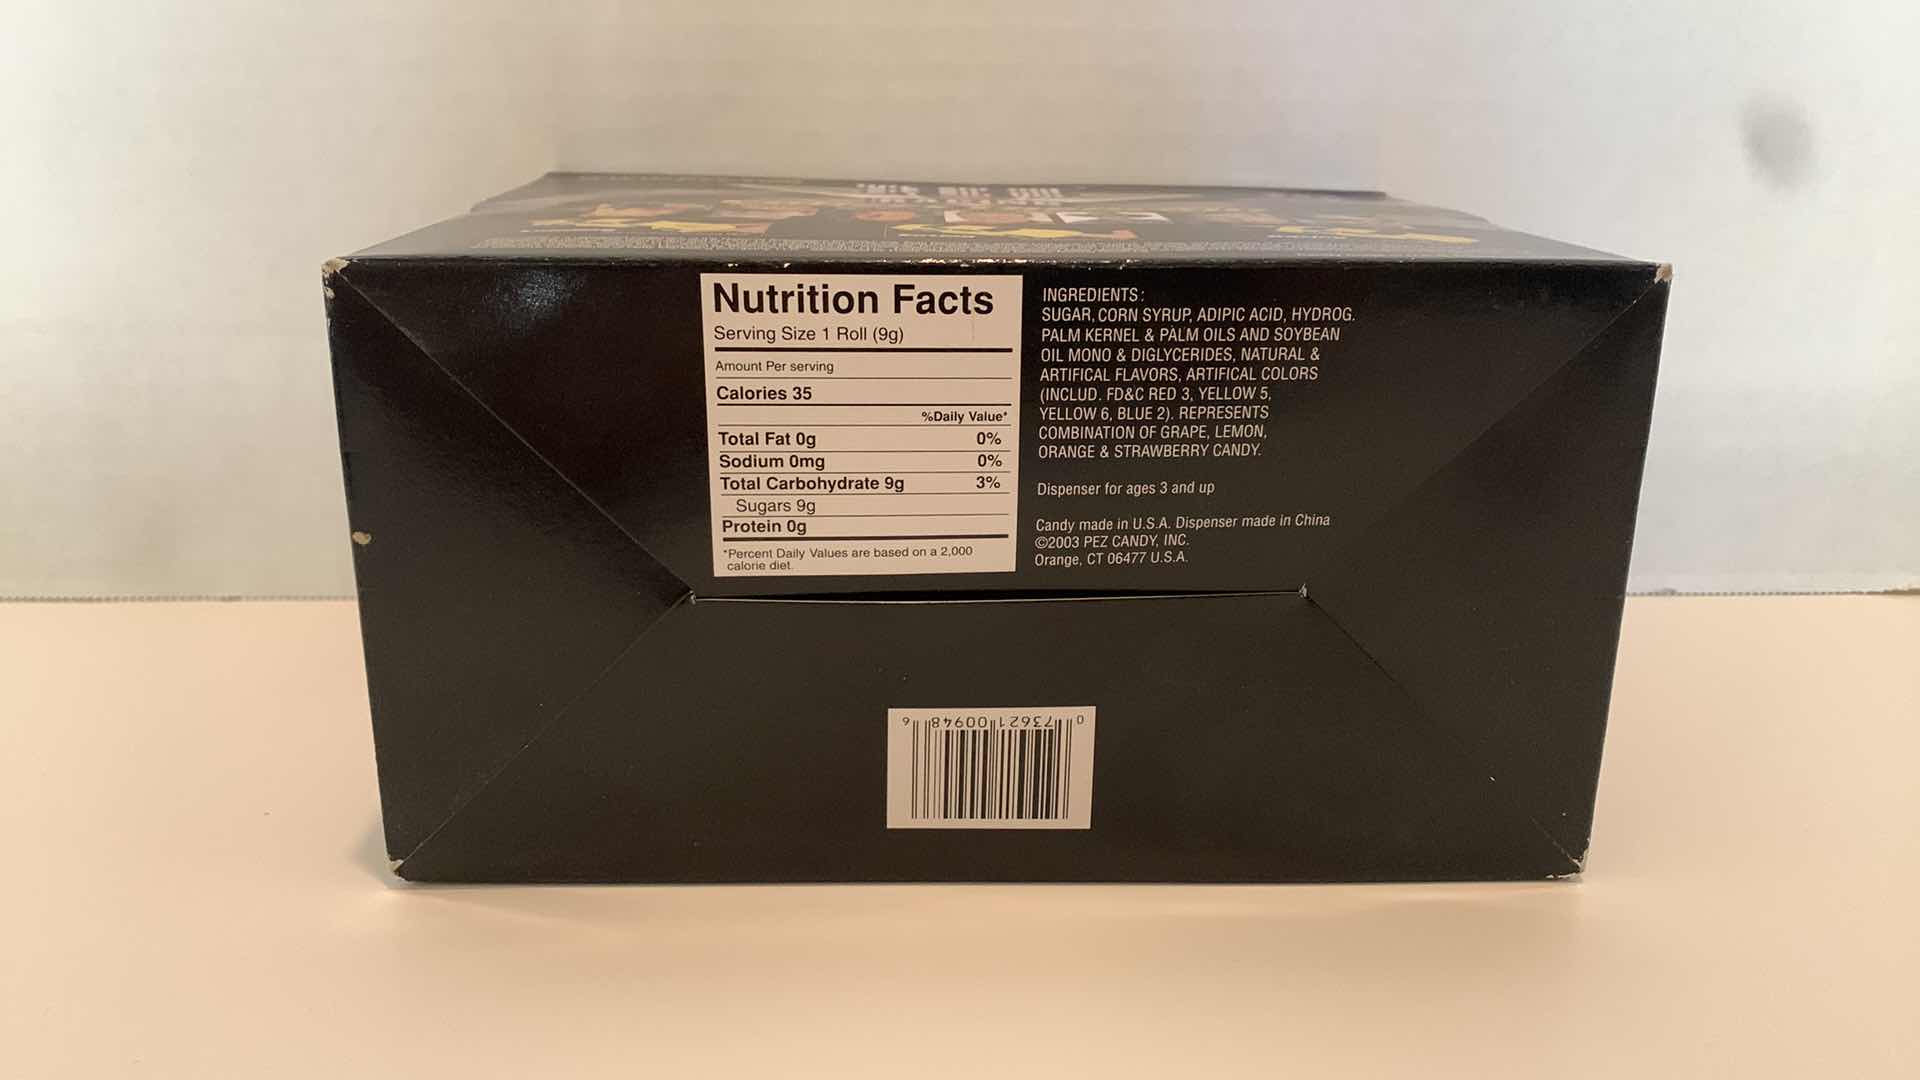 Nutrition Facts
Serving Size 1 Roll (9g)
Amount Per serving
Calories 35
%Daily Value*
Total Fat 0g 0%
Sodium 0mg 0%
Total Carbohydrate 9g 3%
Sugars 9g
Protein 0g
*Percent Daily Values are based on a 2,000
calorie diet.
INGREDIENTS:
SUGAR, CORN SYRUP, ADIPIC ACID, HYDROG.
PALM KERNEL & PALM OILS AND SOYBEAN
OIL MONO & DIGLYCERIDES, NATURAL &
ARTIFICAL FLAVORS, ARTIFICAL COLORS
(INCLUD. FD&C RED 3, YELLOW 5,
YELLOW 6, BLUE 2). REPRESENTS
COMBINATION OF GRAPE, LEMON,
ORANGE & STRAWBERRY CANDY.
Dispenser for ages 3 and up
Candy made in U.S.A. Dispenser made in China
©2003 PEZ CANDY, INC.
Orange, CT 06477 U.S.A.
0 73621 00948 6